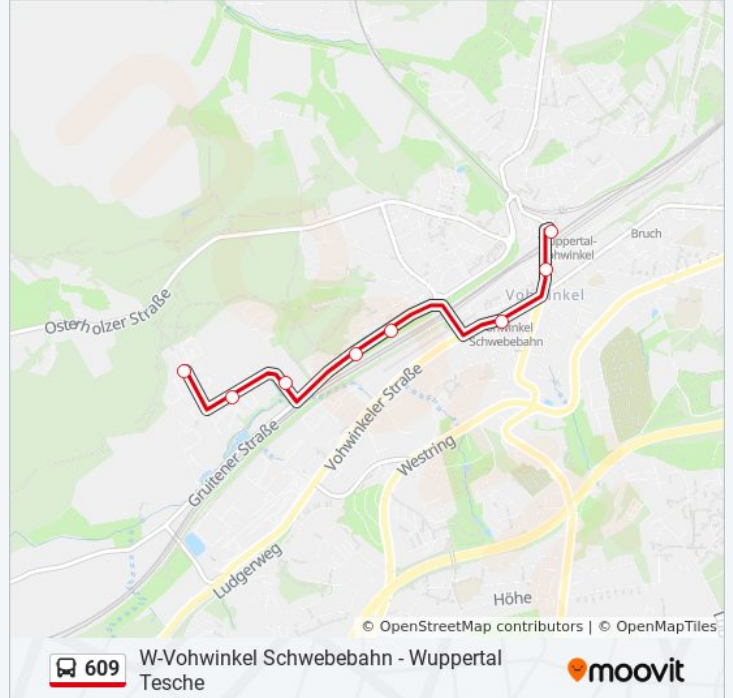 Wuppertal-
Vohwinkel
Bruch
Vohwinkel
Vohwinkel
Schwebebahn
Osterholzer Straße
Gruitener Straße
Vohwinkeler Straße
Westring
Ludgerweg
Höhe
© OpenStreetMap contributors | © OpenMapTiles
609
W-Vohwinkel Schwebebahn - Wuppertal
Tesche
moovit